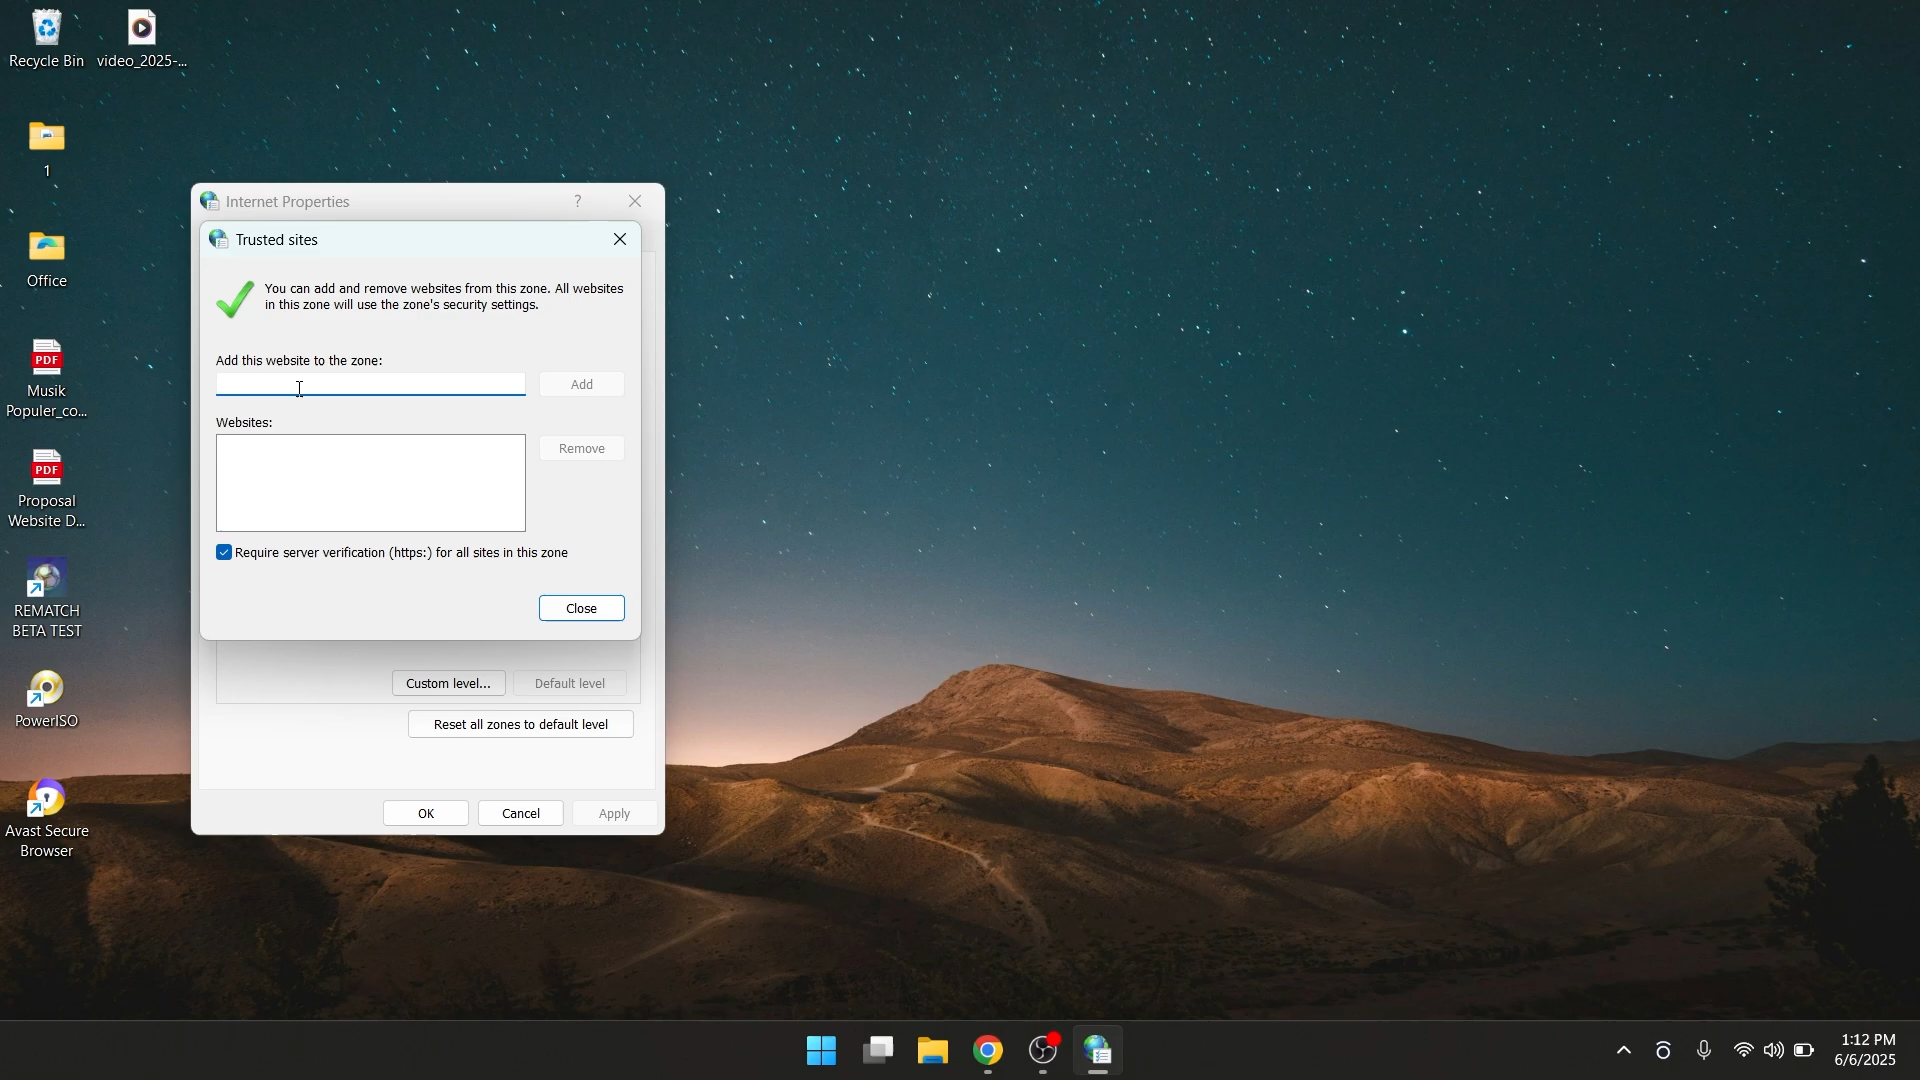 Recycle Bin
video_2025-...
1
Office
PDF
Musik
Populer_co...
PDF
Proposal
Website D...
REMATCH
BETA TEST
PowerISO
Avast Secure
Browser
Internet Properties
?
Trusted sites
You can add and remove websites from this zone. All websites
in this zone will use the zone's security settings.
Add this website to the zone:
Add
Websites:
Remove
Require server verification (https:) for all sites in this zone
Close
Custom level...
Default level
Reset all zones to default level
OK
Cancel
Apply
1:12 PM
6/6/2025